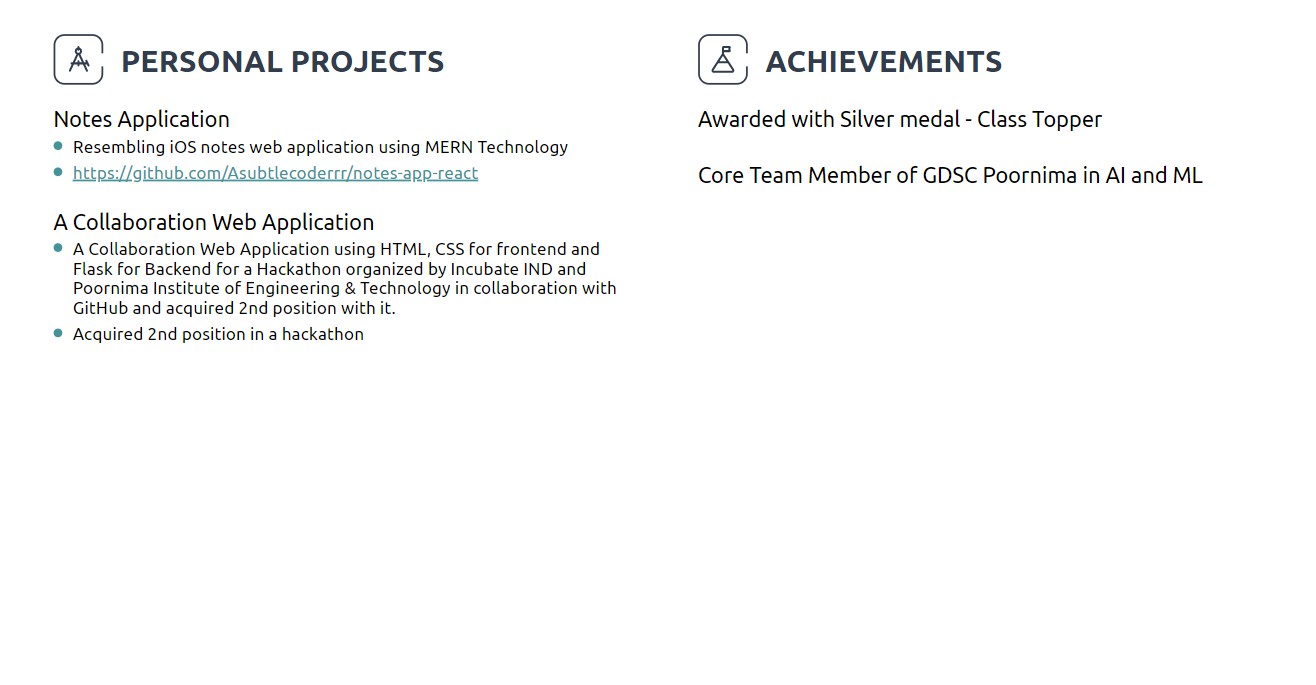 PERSONAL PROJECTS
Notes Application
Resembling iOS notes web application using MERN Technology
https://github.com/Asubtlecoderrr/notes-app-react
A Collaboration Web Application
A Collaboration Web Application using HTML, CSS for frontend and
Flask for Backend for a Hackathon organized by Incubate IND and
Poornima Institute of Engineering & Technology in collaboration with
GitHub and acquired 2nd position with it.
Acquired 2nd position in a hackathon
ACHIEVEMENTS
Awarded with Silver medal - Class Topper
Core Team Member of GDSC Poornima in AI and ML